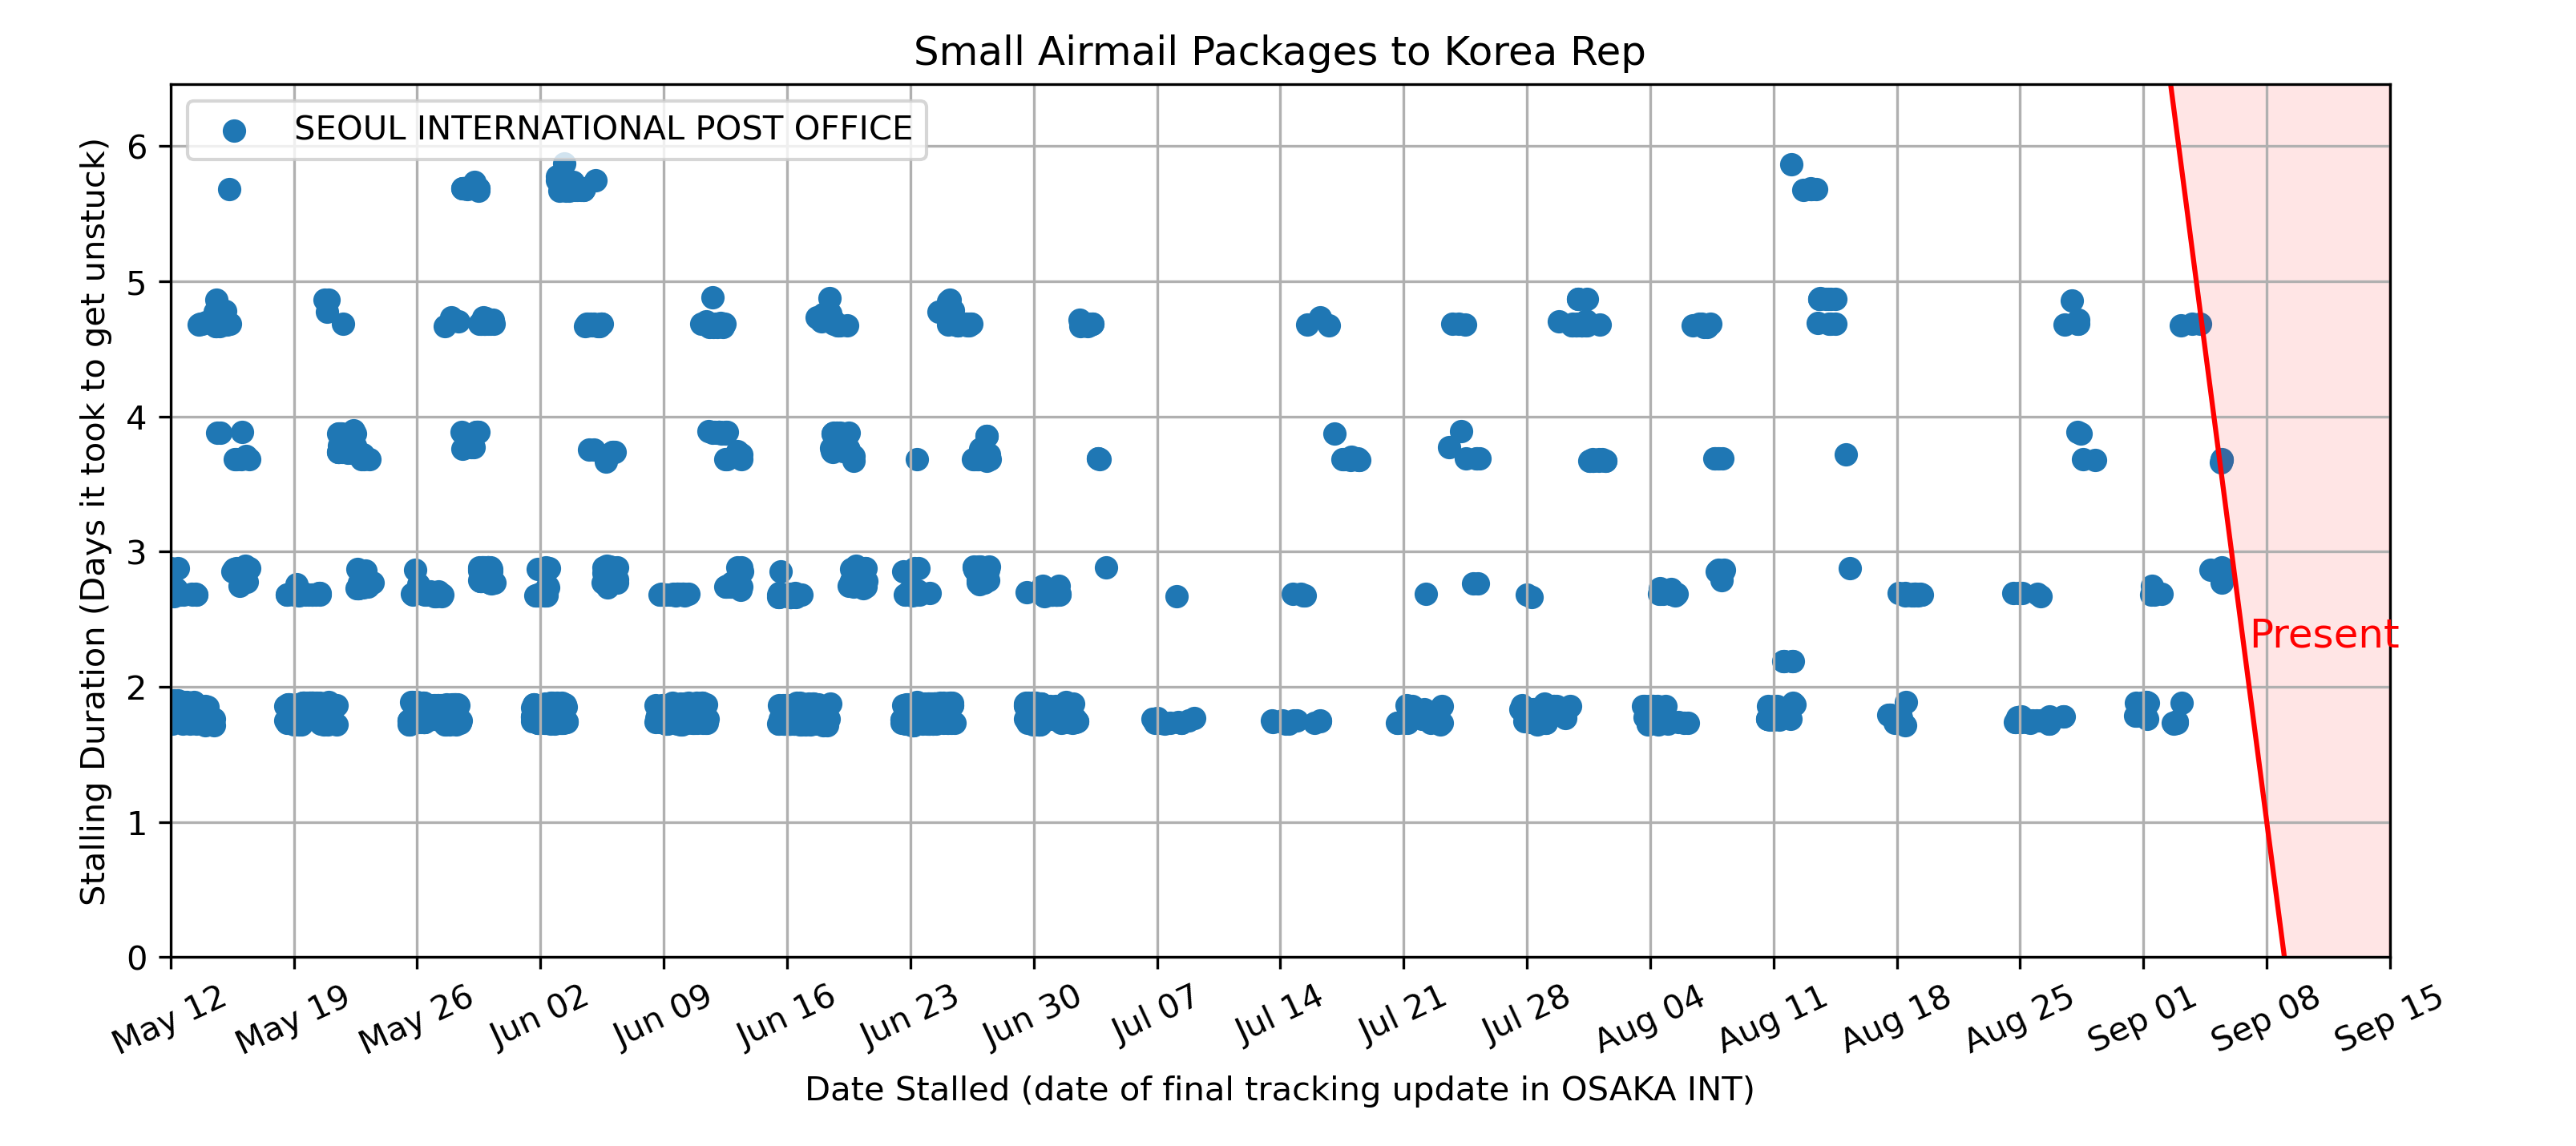 Small Airmail Packages to Korea Rep
SEOUL INTERNATIONAL POST OFFICE
Stalling Duration (Days it took to get unstuck)
6
5
4
3
2
1
0
Present
May 12
May 19
May 26
Jun 02
Jun 09
Jun 16
Jun 23
Jun 30
Jul 07
Jul 14
Jul 21
Jul 28
Aug 04
Aug 11
Aug 18
Aug 25
Sep 01
Sep 08
Sep 15
Date Stalled (date of final tracking update in OSAKA INT)